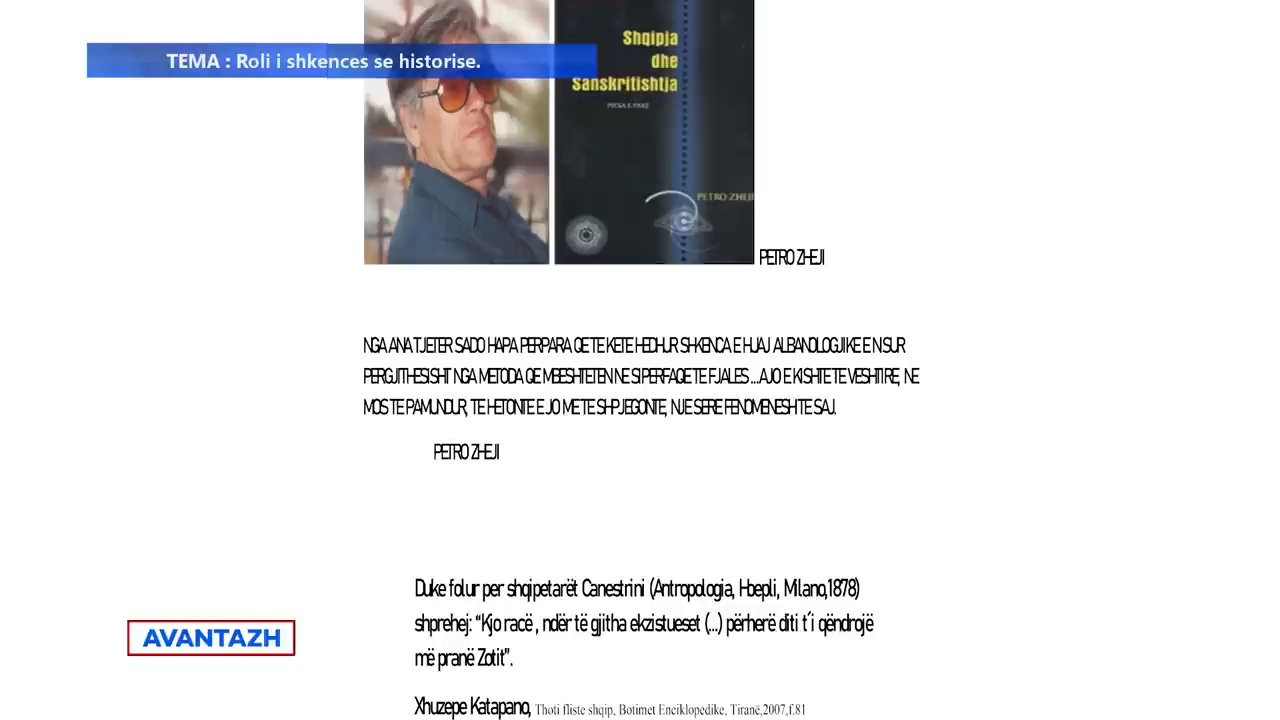 TEMA : Roli i shkences se historise.
Shqipja
dhe
Sanskritishtja
PETRO ZHEJI
PETRO ZHEJI
NGA ANA TJETER SADO HAPA PERPARA QE TE KETE HEDHUR SHKENCA E HUAJ ALBANOLOGJIKE E NISUR
PERGJITHESISHT NGA METODA QE MBESHTETEN NE SIPERFAQE TE FJALES ...AJO E KISHTE TE VESHTIRE, NE
MOS TE PAMUNDUR, TE HETONTE E JO ME TE SHPJEGONTE, NJE SERE FENOMENESH TE SAJ.
PETRO ZHEJI
Duke folur per shqipetarët Canestrini (Antropologia, Hoepli, Milano,1878)
shprehej: “Kjo racë , ndër të gjitha ekzistueset (...) përherë diti t´i qëndrojë
më pranë Zotit”.
Xhuzepe Katapano, Thoti fliste shqip, Botimet Enciklopedike, Tiranë,2007,f.81
AVANTAZH